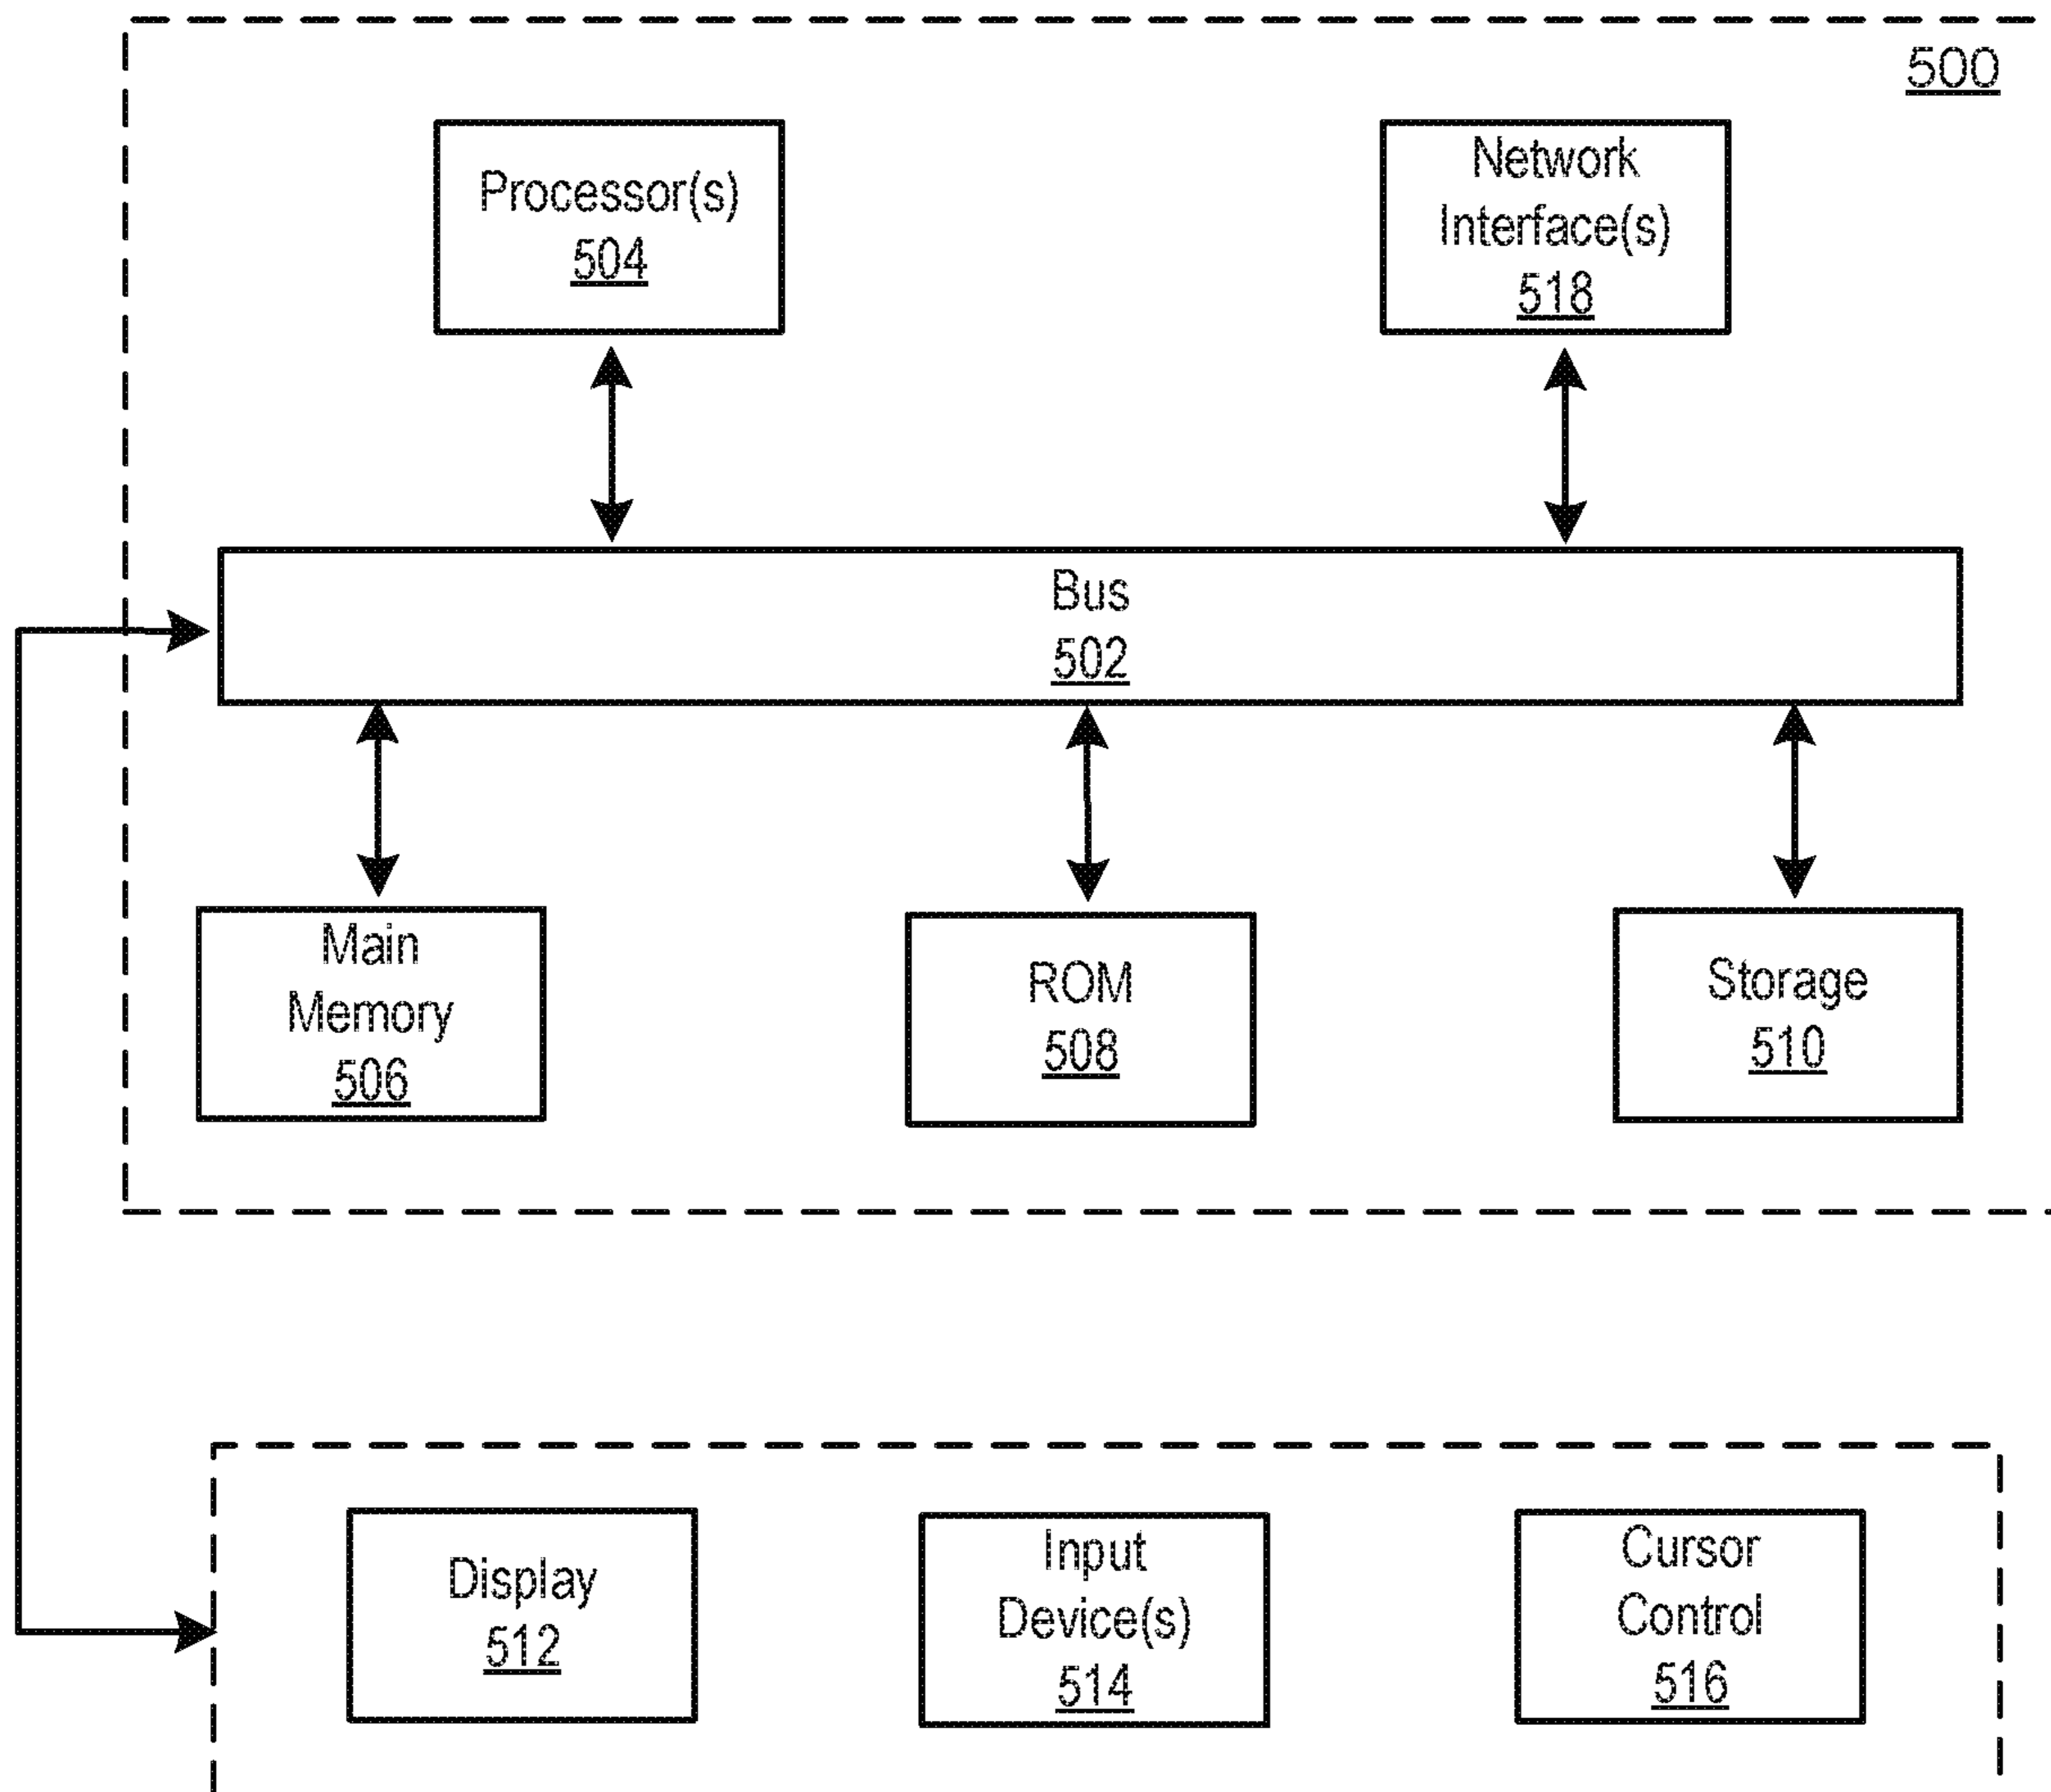 500
Processor(s)
504
Network
Interface(s)
518
Bus
502
Main
Memory
506
ROM
508
Storage
510
Display
512
Input
Device(s)
514
Cursor
Control
516